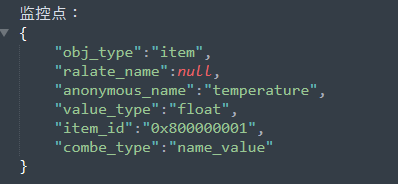 监控点：
{
"obj_type":"item",
"ralate_name":null,
"anonymous_name":"temperature",
"value_type":"float",
"item_id":"0x800000001",
"combe_type":"name_value"
}